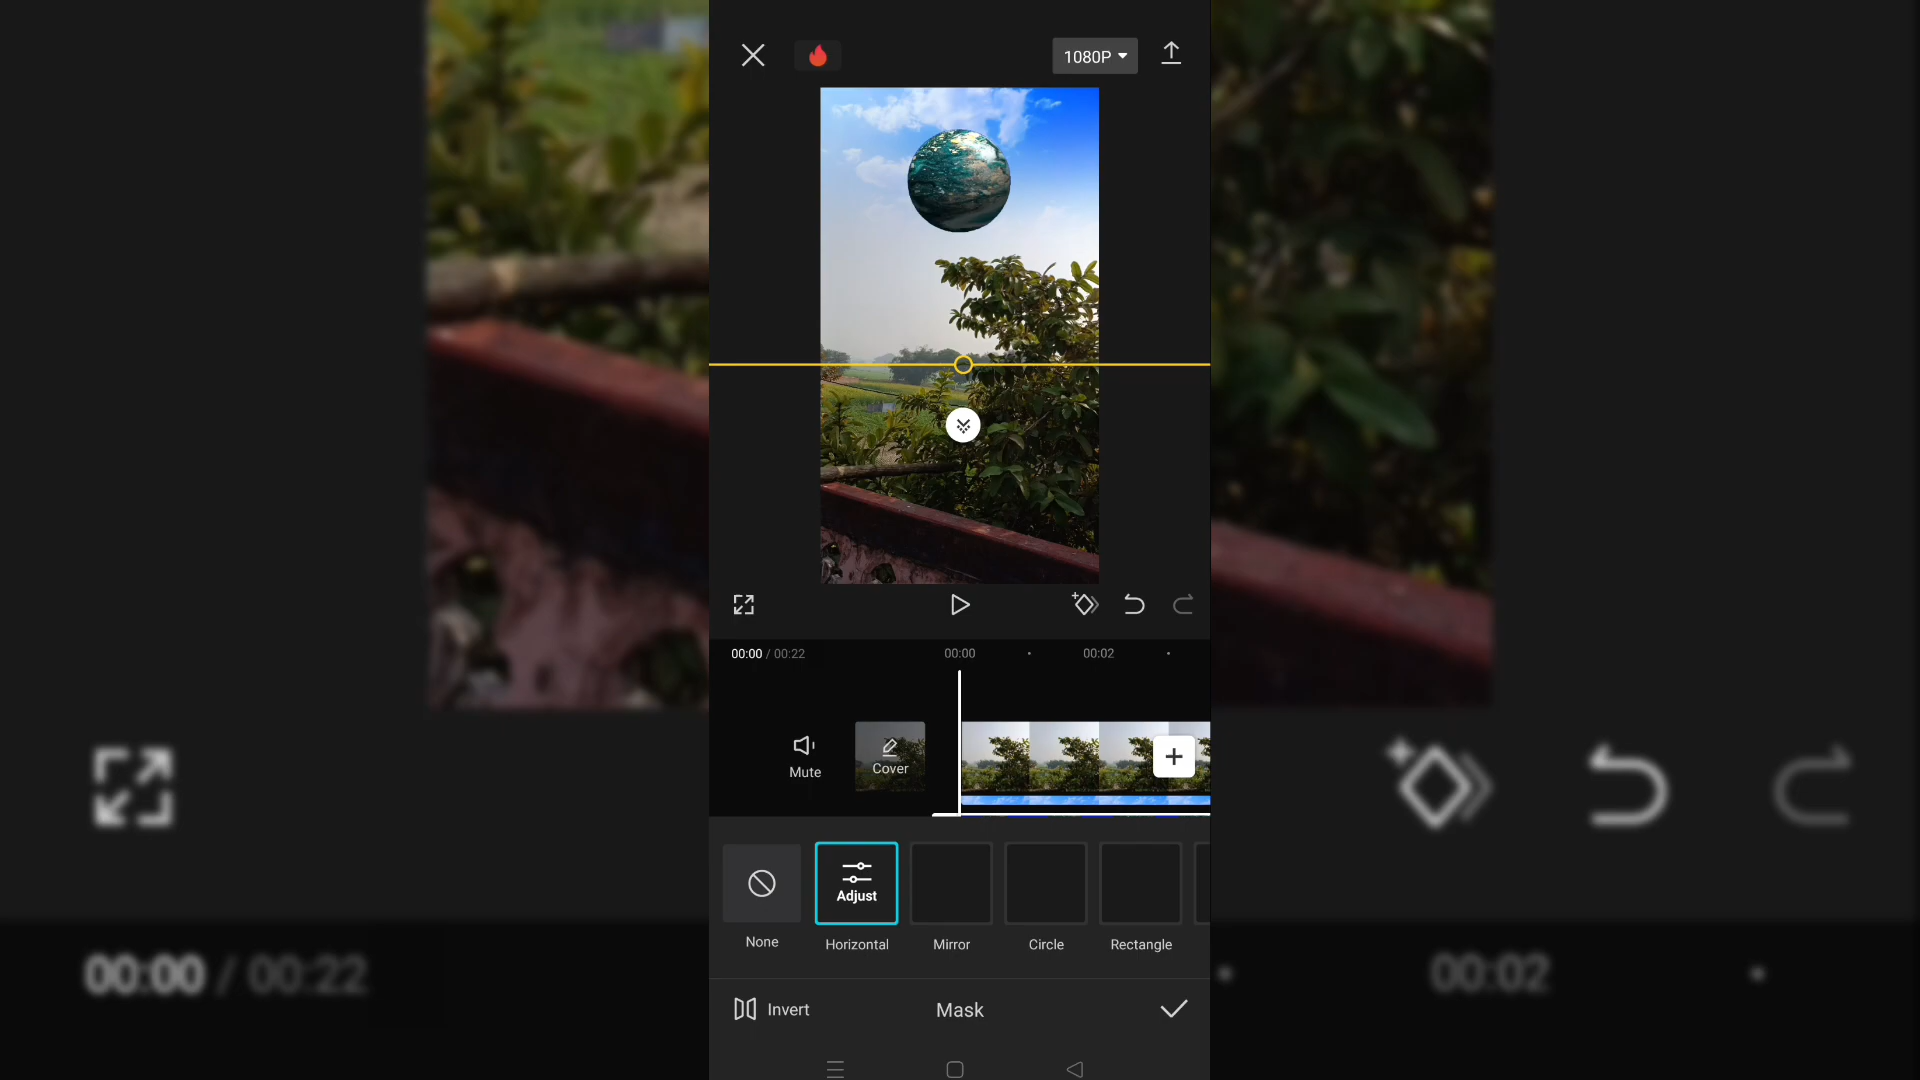 1080P
00:00 / 00:22
00:00
00:02
Mute
Cover
Adjust
None
Horizontal
Mirror
Circle
Rectangle
Invert
Mask
00:00 / 00:22
00:02